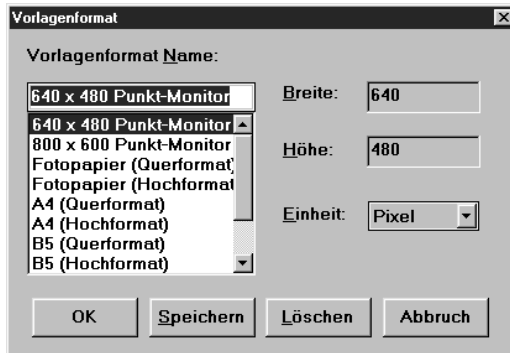 Vorlagenformat
Vorlagenformat Name:
640 x 480 Punkt-Monitor
640 x 480 Punkt-Monitor
800 x 600 Punkt-Monitor
Fotopapier (Querformat)
Fotopapier (Hochformat
A4 (Querformat)
A4 (Hochformat)
B5 (Querformat)
B5 (Hochformat)
Breite: 640
Höhe: 480
Einheit: Pixel
OK Speichern Löschen Abbruch